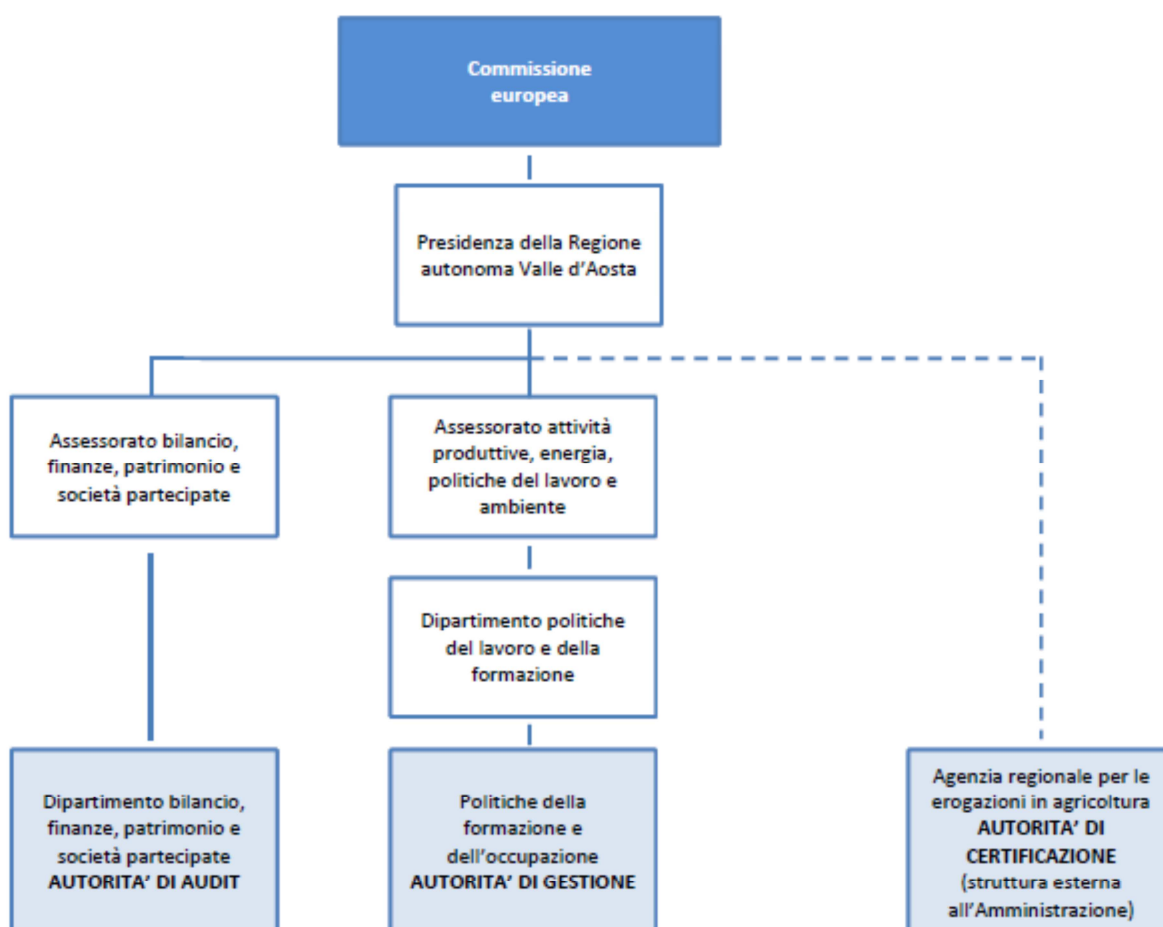 Commissione
europea
Presidenza della Regione
autonoma Valle d'Aosta
Assessorato bilancio,
finanze, patrimonio e
società partecipate
Assessorato attività
produttive, energia,
politiche del lavoro e
ambiente
Dipartimento politiche
del lavoro e della
formazione
Dipartimento bilancio,
finanze, patrimonio e
società partecipate
AUTORITA' DI AUDIT
Politiche della
formazione e
dell'occupazione
AUTORITA' DI GESTIONE
Agenzia regionale per le
erogazioni in agricoltura
AUTORITA' DI
CERTIFICAZIONE
(struttura esterna
all'Amministrazione)